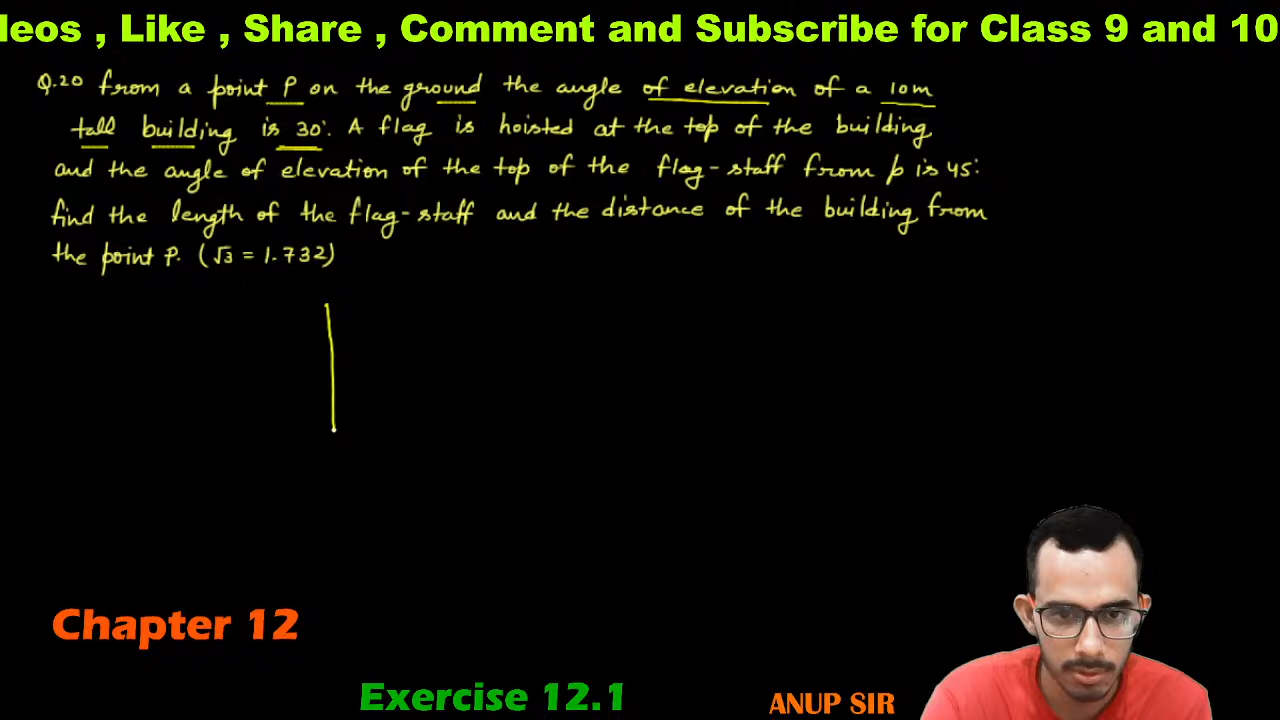 leos , Like , Share , Comment and Subscribe for Class 9 and 10
Q.20 from a point P on the ground the angle of elevation of a 10m
tall building is 30°. A flag is hoisted at the top of the building
and the angle of elevation of the top of the flag-staff from p is 45°.
find the length of the flag-staff and the distance of the building from
the point P. (√3 = 1.732)
Chapter 12
Exercise 12.1
ANUP SIR